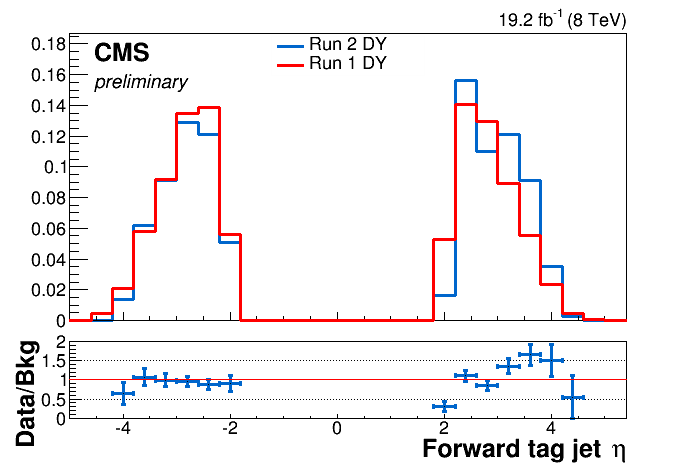 19.2 fb-1 (8 TeV)
CMS
preliminary
Run 2 DY
Run 1 DY
0.18
0.16
0.14
0.12
0.1
0.08
0.06
0.04
0.02
0
Data/Bkg
2
1.5
1
0.5
0
-4 -2 0 2 4
Forward tag jet η